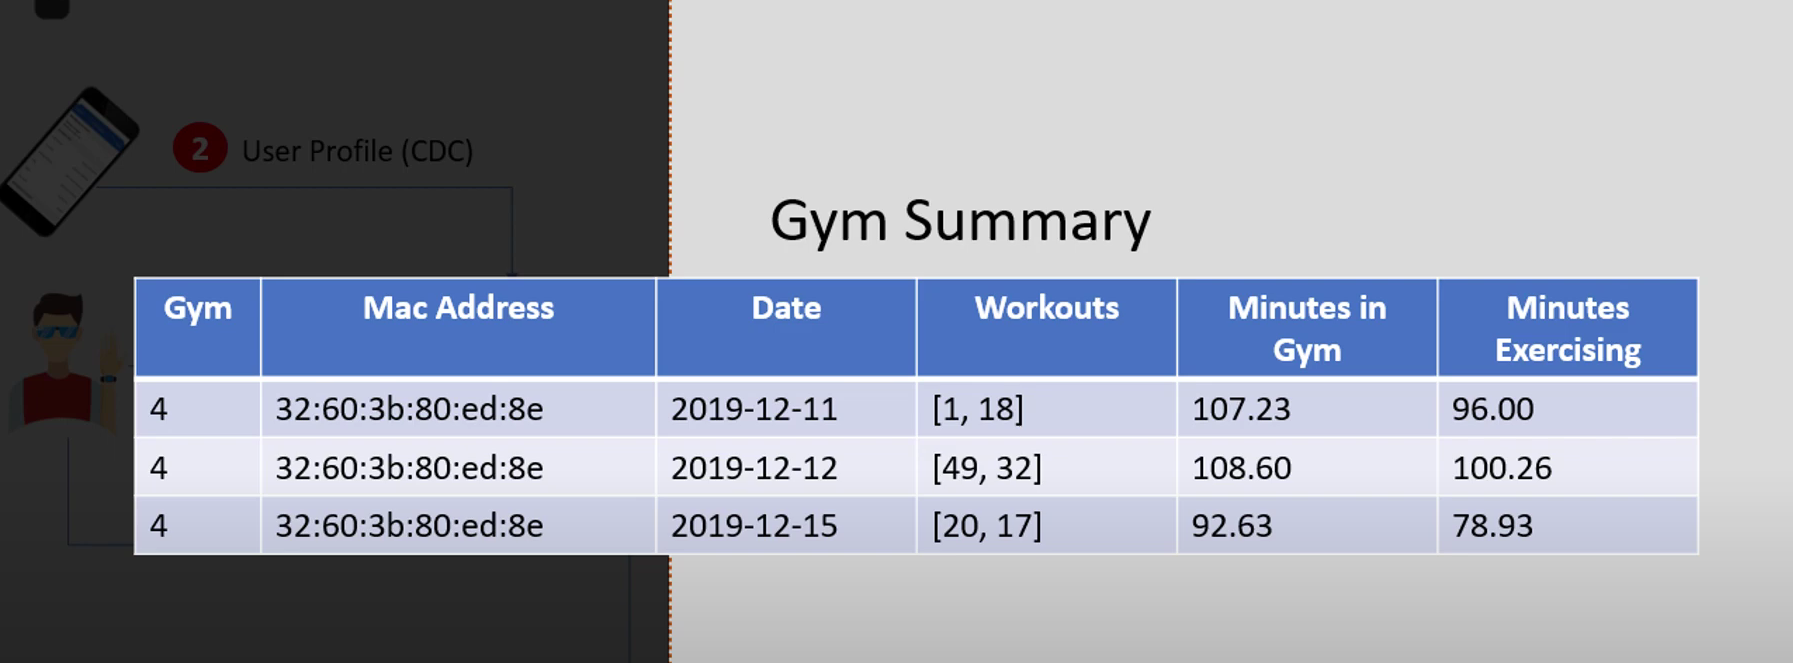 2 User Profile (CDC)
Gym Summary
Gym Mac Address Date Workouts Minutes in Gym Minutes Exercising
4 32:60:3b:80:ed:8e 2019-12-11 [1, 18] 107.23 96.00
4 32:60:3b:80:ed:8e 2019-12-12 [49, 32] 108.60 100.26
4 32:60:3b:80:ed:8e 2019-12-15 [20, 17] 92.63 78.93